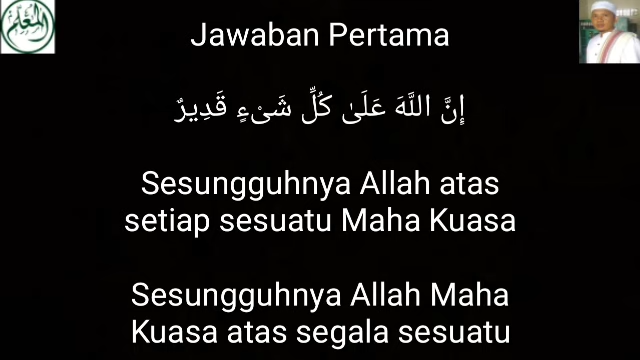 Jawaban Pertama
إِنَّ اللَّهَ عَلَىٰ كُلِّ شَىْءٍ قَدِيرٌ
Sesungguhnya Allah atas
setiap sesuatu Maha Kuasa
Sesungguhnya Allah Maha
Kuasa atas segala sesuatu